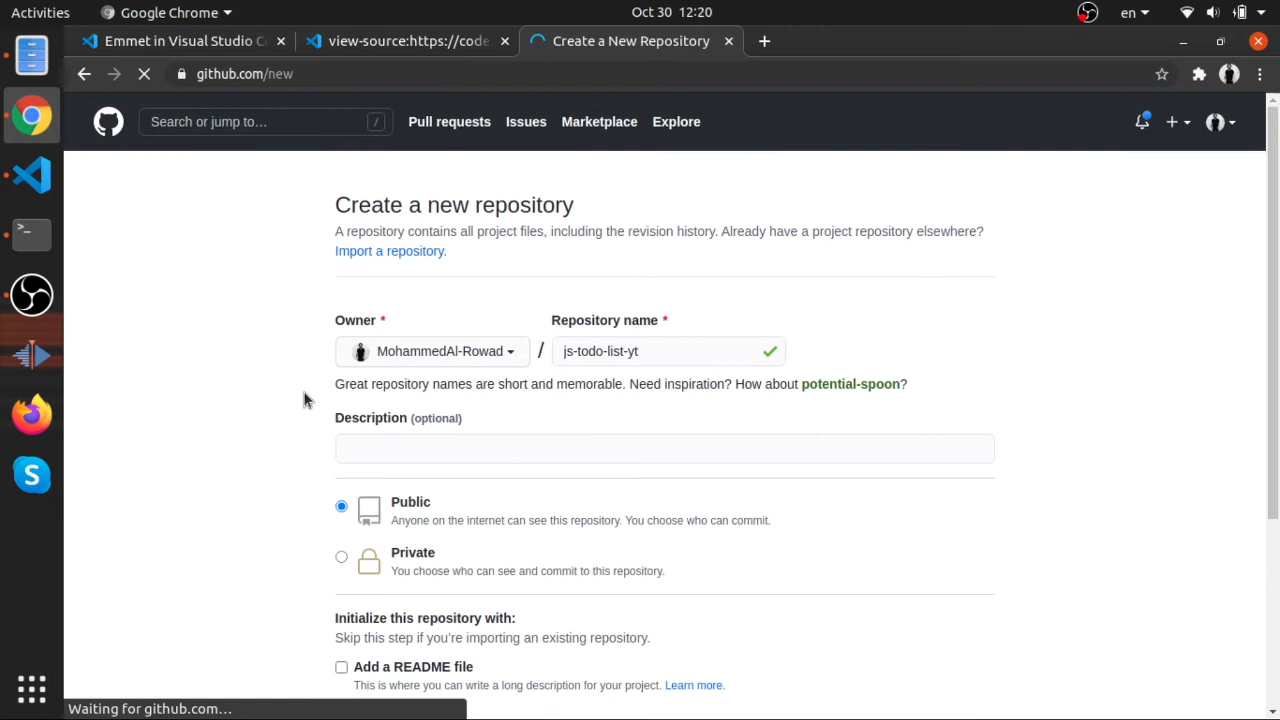 Activities
Google Chrome
Oct 30 12:20
en
Emmet in Visual Studio C
view-source:https://code
Create a New Repository
github.com/new
Search or jump to…
/
Pull requests
Issues
Marketplace
Explore
Create a new repository
A repository contains all project files, including the revision history. Already have a project repository elsewhere?
Import a repository.
Owner *
Repository name *
MohammedAl-Rowad
/
js-todo-list-yt
Great repository names are short and memorable. Need inspiration? How about potential-spoon?
Description (optional)
Public
Anyone on the internet can see this repository. You choose who can commit.
Private
You choose who can see and commit to this repository.
Initialize this repository with:
Skip this step if you're importing an existing repository.
Add a README file
This is where you can write a long description for your project. Learn more.
Waiting for github.com…